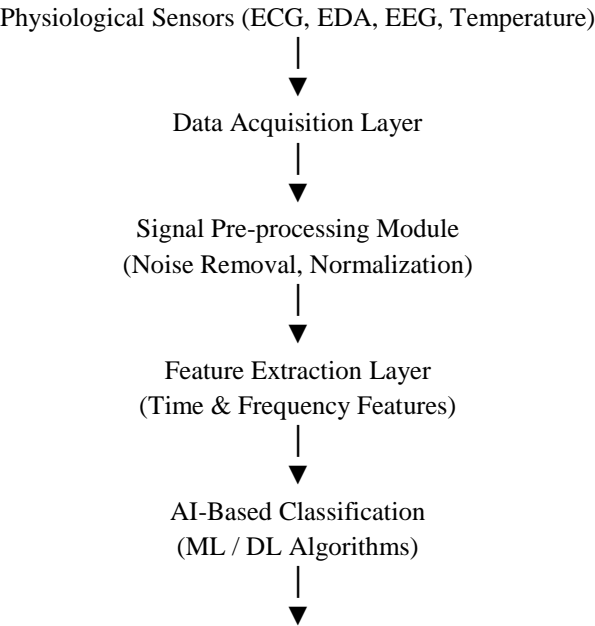 Physiological Sensors (ECG, EDA, EEG, Temperature)
Data Acquisition Layer
Signal Pre-processing Module
(Noise Removal, Normalization)
Feature Extraction Layer
(Time & Frequency Features)
AI-Based Classification
(ML / DL Algorithms)